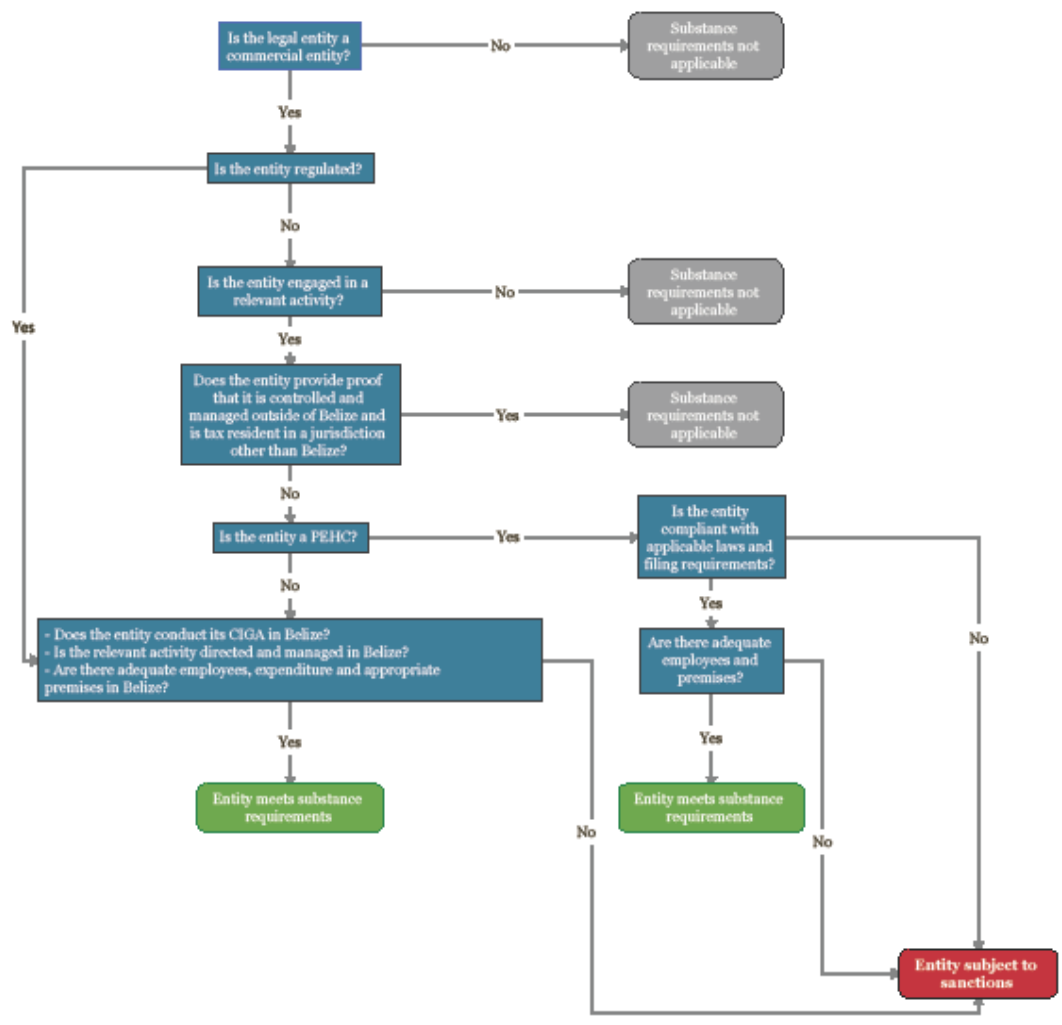 Is the legal entity a
commercial entity?
No
Substance
requirements not
applicable
Yes
Is the entity regulated?
No
Is the entity engaged in a
relevant activity?
No
Substance
requirements not
applicable
Yes
Yes
Does the entity provide proof
that it is controlled and
managed outside of Belize and
is tax resident in a jurisdiction
other than Belize?
Yes
Substance
requirements not
applicable
No
Is the entity a PEHC?
Yes
Is the entity
compliant with
applicable laws and
filing requirements?
No
Yes
No
- Does the entity conduct its CIGA in Belize?
- Is the relevant activity directed and managed in Belize?
- Are there adequate employees, expenditure and appropriate
premises in Belize?
Are there adequate
employees and
premises?
Yes
Yes
Entity meets substance
requirements
Entity meets substance
requirements
No
No
Entity subject to
sanctions